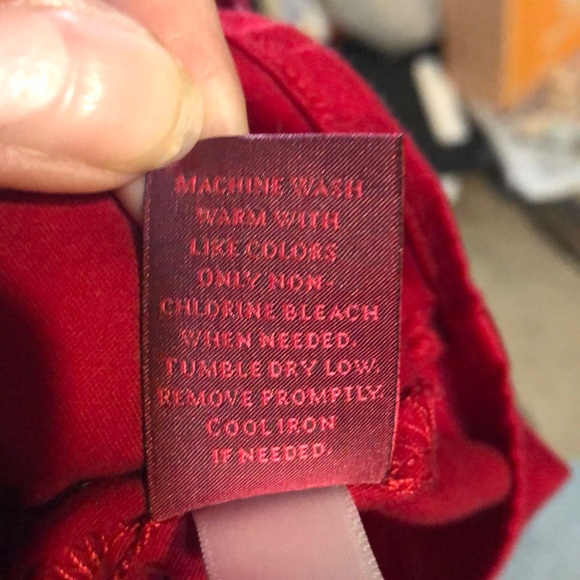 MACHINE WASH
WARM WITH
LIKE COLORS
ONLY NON-
CHLORINE BLEACH
WHEN NEEDED.
TUMBLE DRY LOW.
REMOVE PROMPTLY.
COOL IRON
IF NEEDED.